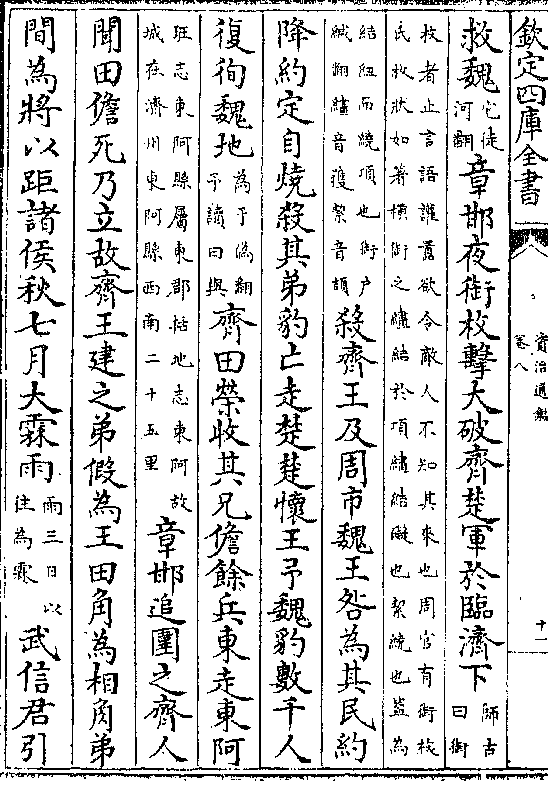 欽定四庫全書
資治通鑑
卷八
十一
救魏它徒河翻章邯夜銜枚擊大破齊楚軍於臨濟下師古曰銜
枚者止言語讙嚻欲令敵人不知其來也周官有銜枚
氏枚狀如著横銜之繣結於項繣結礙也絜繞也盖為
結紐而繞項也銜户緘翻繣音獲絜音頡殺齊王及周市魏王咎為其民約
降約定自燒殺其弟豹亡走楚楚懷王予魏豹數千人
復徇魏地為于偽翻予讀曰與齊田榮收其兄儋餘兵東走東阿
班志東阿縣屬東郡括地志東阿故城在濟州東阿縣西南二十五里章邯追圍之齊人
聞田儋死乃立故齊王建之弟假為王田角為相角弟
間為將以距諸侯秋七月大霖雨雨三日以往為霖武信君引